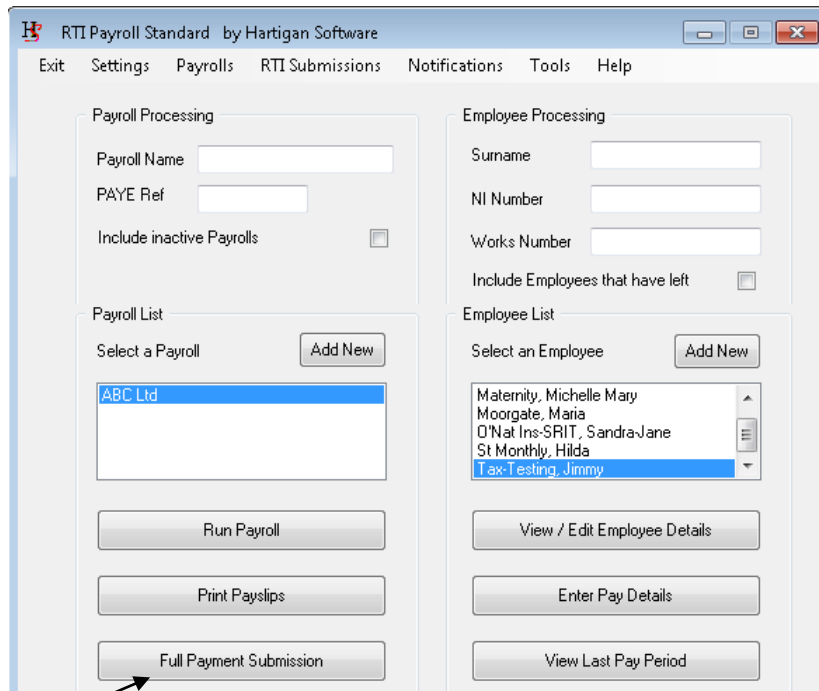 RTI Payroll Standard by Hartigan Software
Exit Settings Payrolls RTI Submissions Notifications Tools Help
Payroll Processing
Payroll Name
PAYE Ref
Include inactive Payrolls
Employee Processing
Surname
NI Number
Works Number
Include Employees that have left
Payroll List
Select a Payroll
Add New
ABC Ltd
Run Payroll
Print Payslips
Full Payment Submission
Employee List
Select an Employee
Add New
Maternity, Michelle Mary
Moorgate, Maria
O'Nat Ins-SRIT, Sandra-Jane
St Monthly, Hilda
Tax-Testing, Jimmy
View / Edit Employee Details
Enter Pay Details
View Last Pay Period